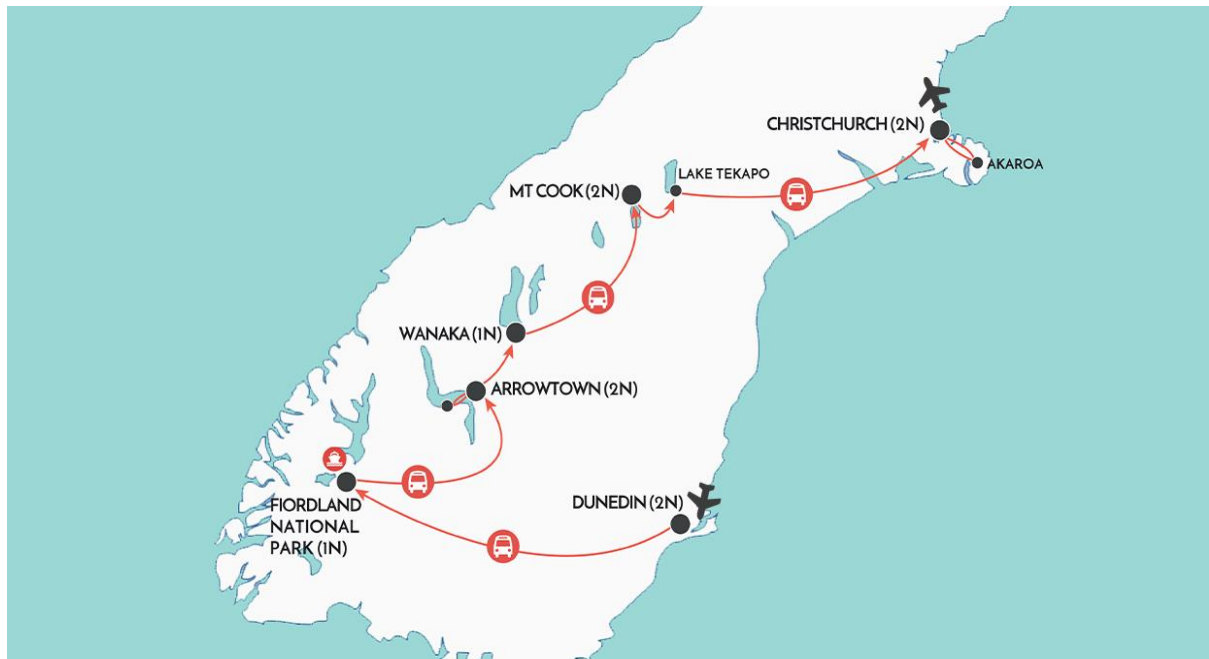 CHRISTCHURCH (2N)
AKAROA
LAKE TEKAPO
MT COOK (2N)
WANAKA (1N)
ARROWTOWN (2N)
DUNEDIN (2N)
FIORDLAND
NATIONAL
PARK (1N)